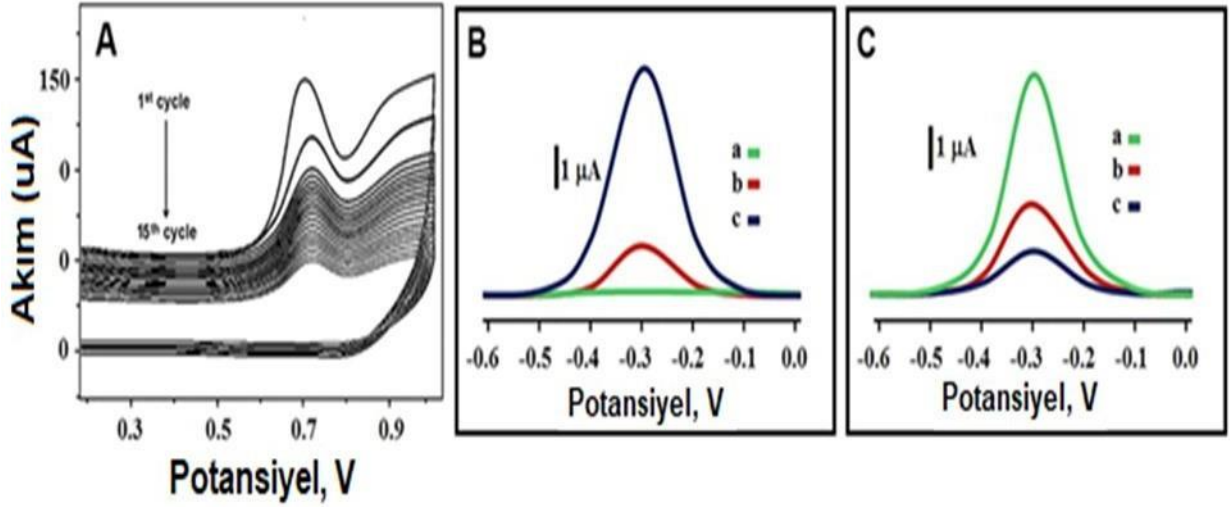 A
Akım (uA)
150
0
0
0
1st cycle
15th cycle
0.3 0.5 0.7 0.9
Potansiyel, V
B
1 µA
a
b
c
-0.6 -0.5 -0.4 -0.3 -0.2 -0.1 0.0
Potansiyel, V
C
1 µA
a
b
c
-0.6 -0.5 -0.4 -0.3 -0.2 -0.1 0.0
Potansiyel, V